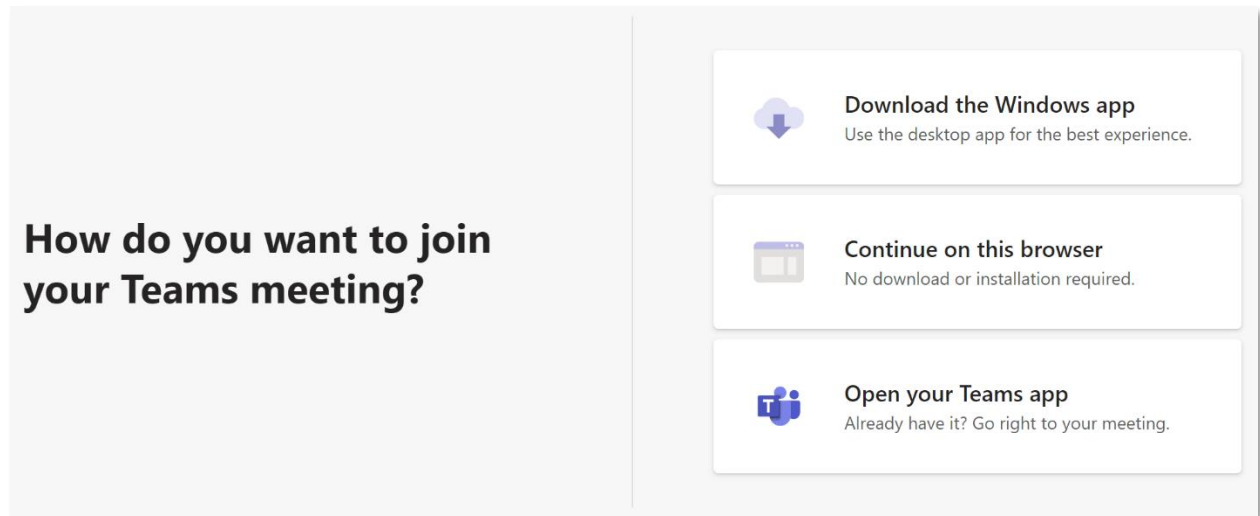 How do you want to join
your Teams meeting?
Download the Windows app
Use the desktop app for the best experience.
Continue on this browser
No download or installation required.
T
Open your Teams app
Already have it? Go right to your meeting.